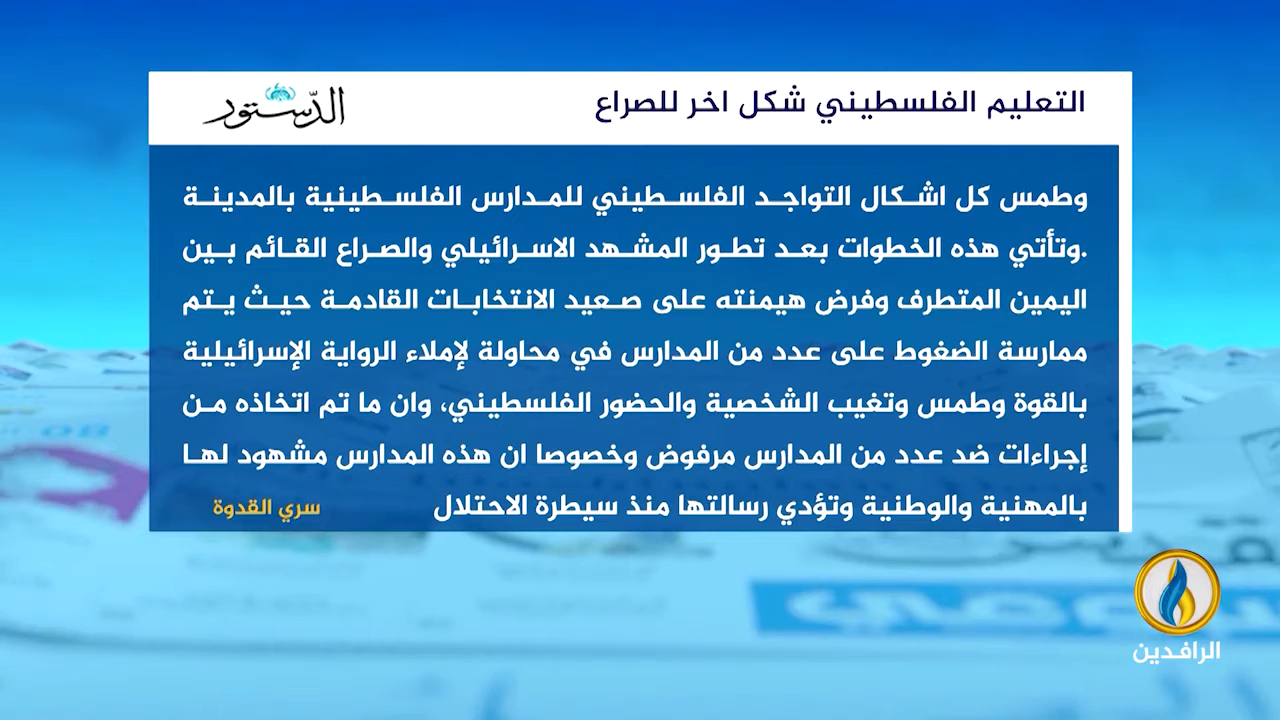 التعليم الفلسطيني شكل اخر للصراع
الدّستور
وطمس كل اشكال التواجد الفلسطيني للمدارس الفلسطينية بالمدينة
.وتأتي هذه الخطوات بعد تطور المشهد الاسرائيلي والصراع القائم بين
اليمين المتطرف وفرض هيمنته على صعيد الانتخابات القادمة حيث يتم
ممارسة الضغوط على عدد من المدارس في محاولة لإملاء الرواية الإسرائيلية
بالقوة وطمس وتغيب الشخصية والحضور الفلسطيني، وان ما تم اتخاذه من
إجراءات ضد عدد من المدارس مرفوض وخصوصا ان هذه المدارس مشهود لها
بالمهنية والوطنية وتؤدي رسالتها منذ سيطرة الاحتلال
سري القدوة
الرافدين